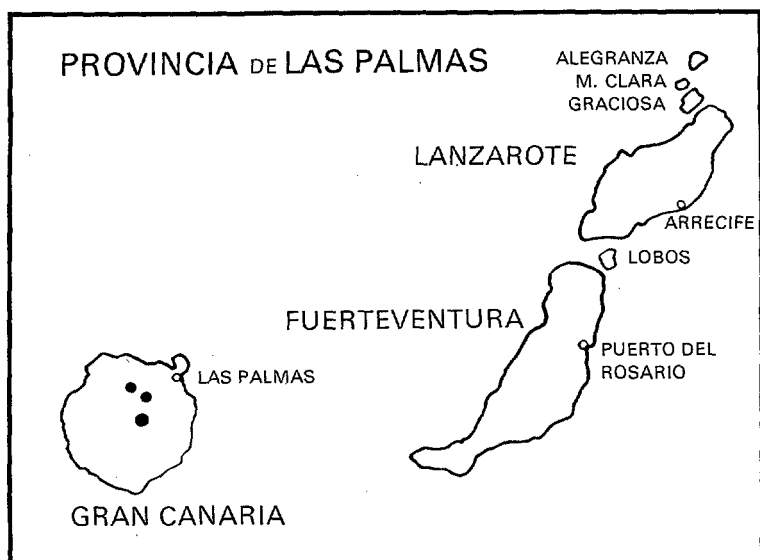 PROVINCIA DE LAS PALMAS
ALEGRANZA
M. CLARA
GRACIOSA
LANZAROTE
ARRECIFE
LOBOS
FUERTEVENTURA
PUERTO DEL
ROSARIO
LAS PALMAS
GRAN CANARIA